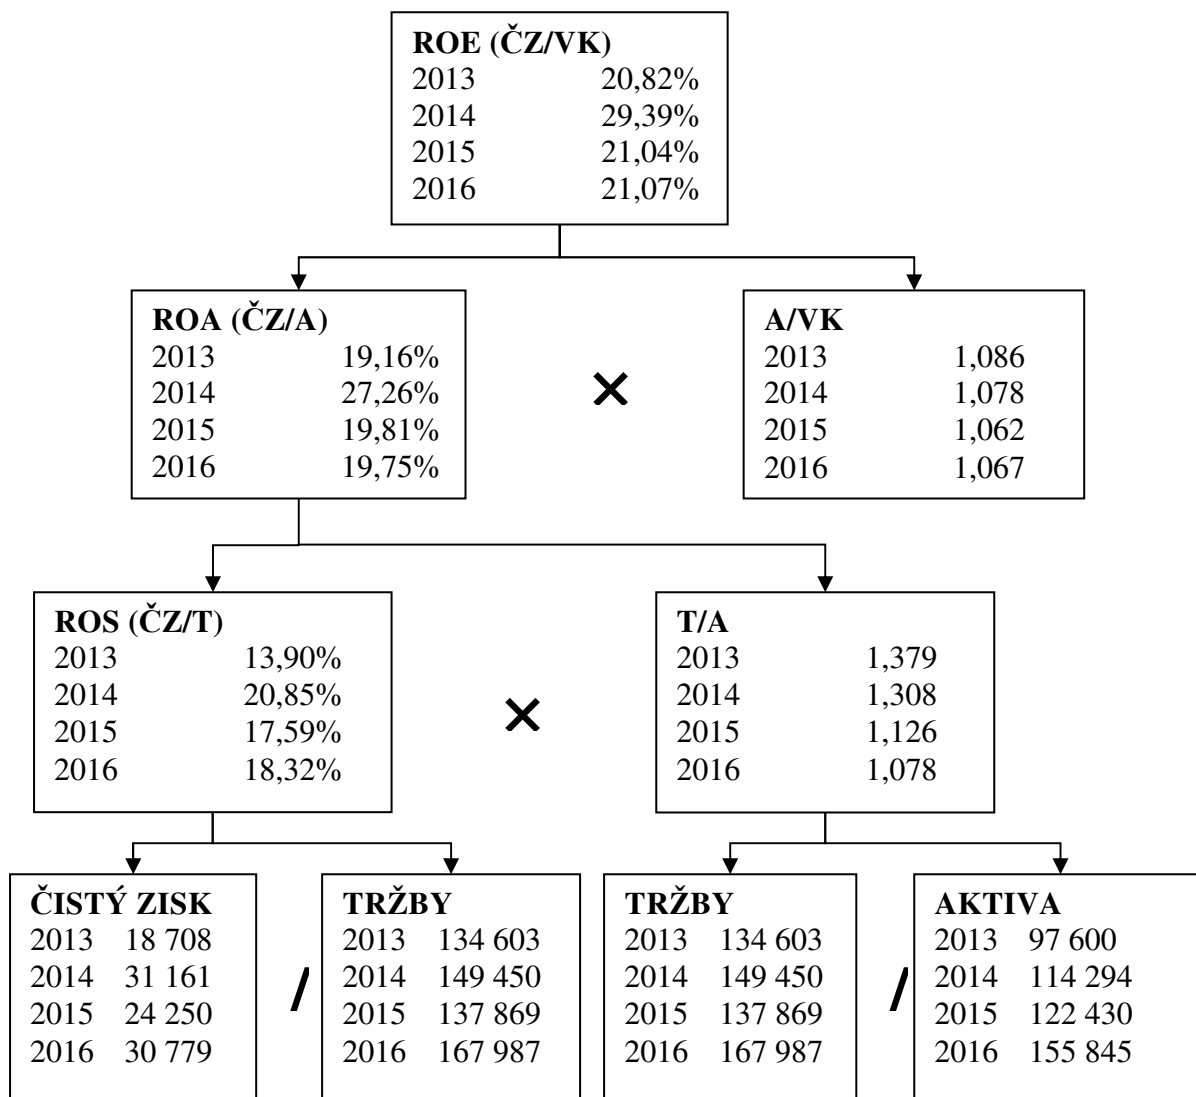 ROE (ČZ/VK)
2013 20,82%
2014 29,39%
2015 21,04%
2016 21,07%
ROA (ČZ/A)
2013 19,16%
2014 27,26%
2015 19,81%
2016 19,75%
×
A/VK
2013 1,086
2014 1,078
2015 1,062
2016 1,067
ROS (ČZ/T)
2013 13,90%
2014 20,85%
2015 17,59%
2016 18,32%
×
T/A
2013 1,379
2014 1,308
2015 1,126
2016 1,078
ČISTÝ ZISK
2013 18 708
2014 31 161
2015 24 250
2016 30 779
/
TRŽBY
2013 134 603
2014 149 450
2015 137 869
2016 167 987
TRŽBY
2013 134 603
2014 149 450
2015 137 869
2016 167 987
/
AKTIVA
2013 97 600
2014 114 294
2015 122 430
2016 155 845